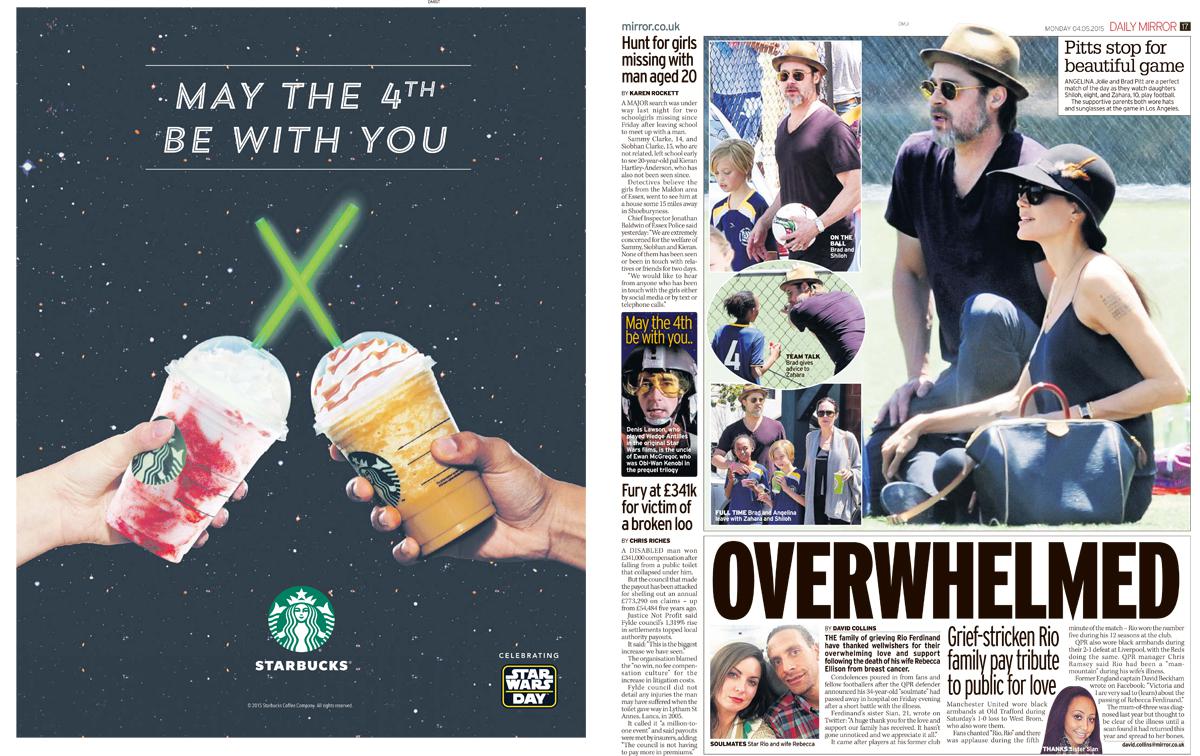 DMIST
MAY THE 4TH
BE WITH YOU
STARBUCKS
© 2015 Starbucks Coffee Company. All rights reserved.
CELEBRATING
STAR
WARS
DAY
mirror.co.uk
DM,I
MONDAY 04.05.2015 DAILY MIRROR 17
Hunt for girls
missing with
man aged 20
BY KAREN ROCKETT
A MAJOR search was under
way last night for two
schoolgirls missing since
Friday after leaving school
to meet up with a man.
Sammy Clarke, 14, and
Siobhan Clarke, 15, who are
not related, left school early
to see 20-year-old pal Kieran
Hartley-Anderson, who has
also not been seen since.
Detectives believe the
girls from the Maldon area
of Essex, went to see him at
a house some 15 miles away
in Shoeburyness.
Chief Inspector Jonathan
Baldwin of Essex Police said
yesterday: "We are extremely
concerned for the welfare of
Sammy, Siobhan and Kieran.
None of them has been seen
or been in touch with rela-
tives or friends for two days.
"We would like to hear
from anyone who has been
in touch with the girls either
by social media or by text or
telephone calls."
May the 4th
be with you..
Denis Lawson, who
played Wedge Antilles
in the original Star
Wars films, is the uncle
of Ewan McGregor, who
was Obi-Wan Kenobi in
the prequel trilogy
Fury at £341k
for victim of
a broken loo
BY CHRIS RICHES
A DISABLED man won
£341,000 compensation after
falling from a public toilet
that collapsed under him.
But the council that made
the payout has been attacked
for shelling out an annual
£773,290 on claims – up
from £54,484 five years ago.
Justice Not Profit said
Fylde council's 1,319% rise
in settlements topped local
authority payouts.
It said: "This is the biggest
increase we have seen."
The organisation blamed
the "no win, no fee compen-
sation culture" for the
increase in litigation costs.
Fylde council did not
detail any injuries the man
may have suffered when the
toilet gave way in Lytham St
Annes, Lancs, in 2005.
It called it "a million-to-
one event" and said payouts
were met by insurers, adding
"The council is not having
to pay more in premiums."
ON THE
BALL
Brad and
Shiloh
4
TEAM TALK
Brad gives
advice to
Zahara
FULL TIME Brad and Angelina
leave with Zahara and Shiloh
Pitts stop for
beautiful game
ANGELINA Jolie and Brad Pitt are a perfect
match of the day as they watch daughters
Shiloh, eight, and Zahara, 10, play football.
The supportive parents both wore hats
and sunglasses at the game in Los Angeles.
OVERWHELMED
SOULMATES Star Rio and wife Rebecca
BY DAVID COLLINS
THE family of grieving Rio Ferdinand
have thanked wellwishers for their
overwhelming love and support
following the death of his wife Rebecca
Ellison from breast cancer.
Condolences poured in from fans and
fellow footballers after the QPR defender
announced his 34-year-old "soulmate" had
passed away in hospital on Friday evening
after a short battle with the illness.
Ferdinand's sister Sian, 21, wrote on
Twitter: "A huge thank you for the love and
support our family has received. It hasn't
gone unnoticed and we appreciate it all."
It came after players at his former club
Grief-stricken Rio
family pay tribute
to public for love
Manchester United wore black
armbands at Old Trafford during
Saturday's 1-0 loss to West Brom,
who also wore them.
Fans chanted "Rio, Rio" and there
was applause during the fifth
minute of the match – Rio wore the number
five during his 12 seasons at the club.
QPR also wore black armbands during
their 2-1 defeat at Liverpool, with the Reds
doing the same. QPR manager Chris
Ramsey said Rio had been a "man-
mountain" during his wife's illness.
Former England captain David Beckham
wrote on Facebook: "Victoria and
I are very sad to (learn) about the
passing of Rebecca Ferdinand."
The mum-of-three was diag-
nosed last year but thought to
be clear of the illness until a
scan found it had returned this
year and spread to her bones.
david.collins@mirror.co.uk
THANKS Sister Sian